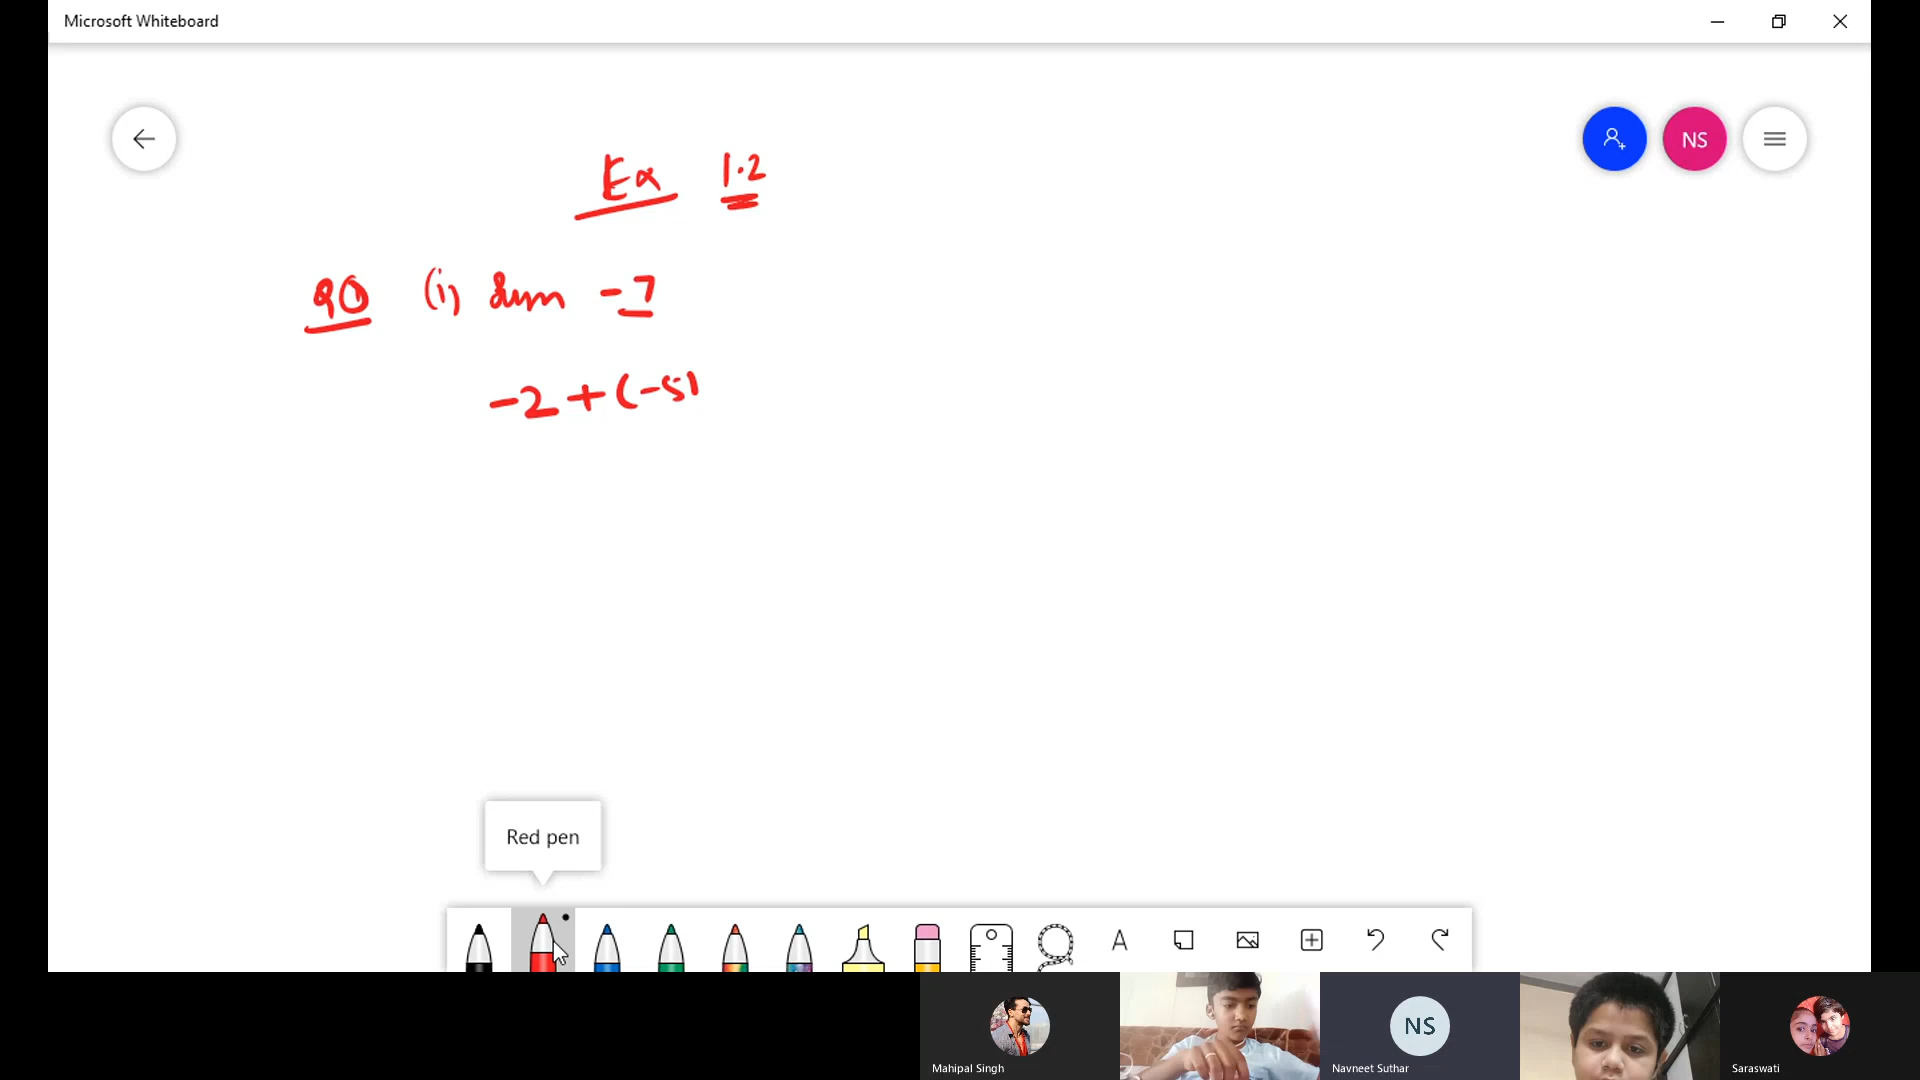 Microsoft Whiteboard
NS
Ex 1.2
Q① (i) Sum -7
-2 + (-5)
Red pen
A
NS
Mahipal Singh
Navneet Suthar
Saraswati